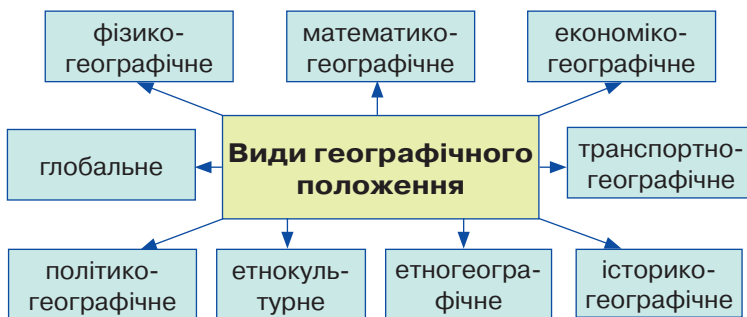 фізико-
географічне
математико-
географічне
економіко-
географічне
глобальне
Види географічного
положення
транспортно-
географічне
політико-
географічне
етнокуль-
турне
етногеогра-
фічне
історико-
географічне